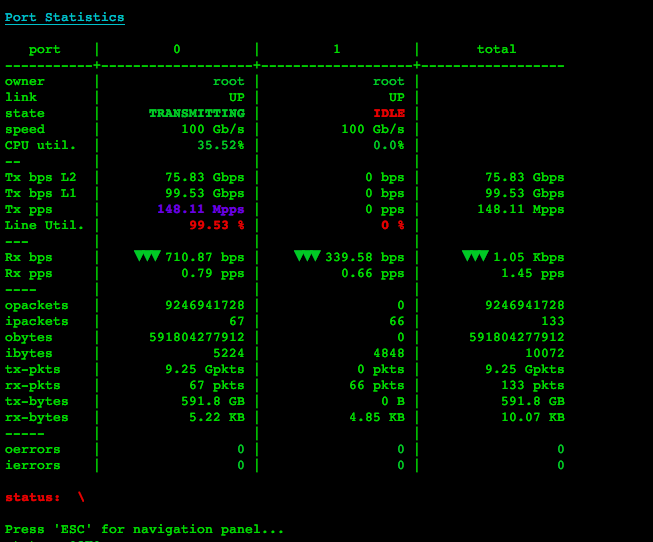 Port Statistics
port | 0 | 1 | total
-----------+-------------------+-------------------+------------------
owner | root | root |
link | UP | UP |
state | TRANSMITTING | IDLE |
speed | 100 Gb/s | 100 Gb/s |
CPU util. | 35.52% | 0.0% |
-- | | |
Tx bps L2 | 75.83 Gbps | 0 bps | 75.83 Gbps
Tx bps L1 | 99.53 Gbps | 0 bps | 99.53 Gbps
Tx pps | 148.11 Mpps | 0 pps | 148.11 Mpps
Line Util. | 99.53 % | 0 % |
--- | | |
Rx bps | ▼▼▼ 710.87 bps | ▼▼▼ 339.58 bps | ▼▼▼ 1.05 Kbps
Rx pps | 0.79 pps | 0.66 pps | 1.45 pps
---- | | |
opackets | 9246941728 | 0 | 9246941728
ipackets | 67 | 66 | 133
obytes | 591804277912 | 0 | 591804277912
ibytes | 5224 | 4848 | 10072
tx-pkts | 9.25 Gpkts | 0 pkts | 9.25 Gpkts
rx-pkts | 67 pkts | 66 pkts | 133 pkts
tx-bytes | 591.8 GB | 0 B | 591.8 GB
rx-bytes | 5.22 KB | 4.85 KB | 10.07 KB
----- | | |
oerrors | 0 | 0 | 0
ierrors | 0 | 0 | 0
status: \
Press 'ESC' for navigation panel...